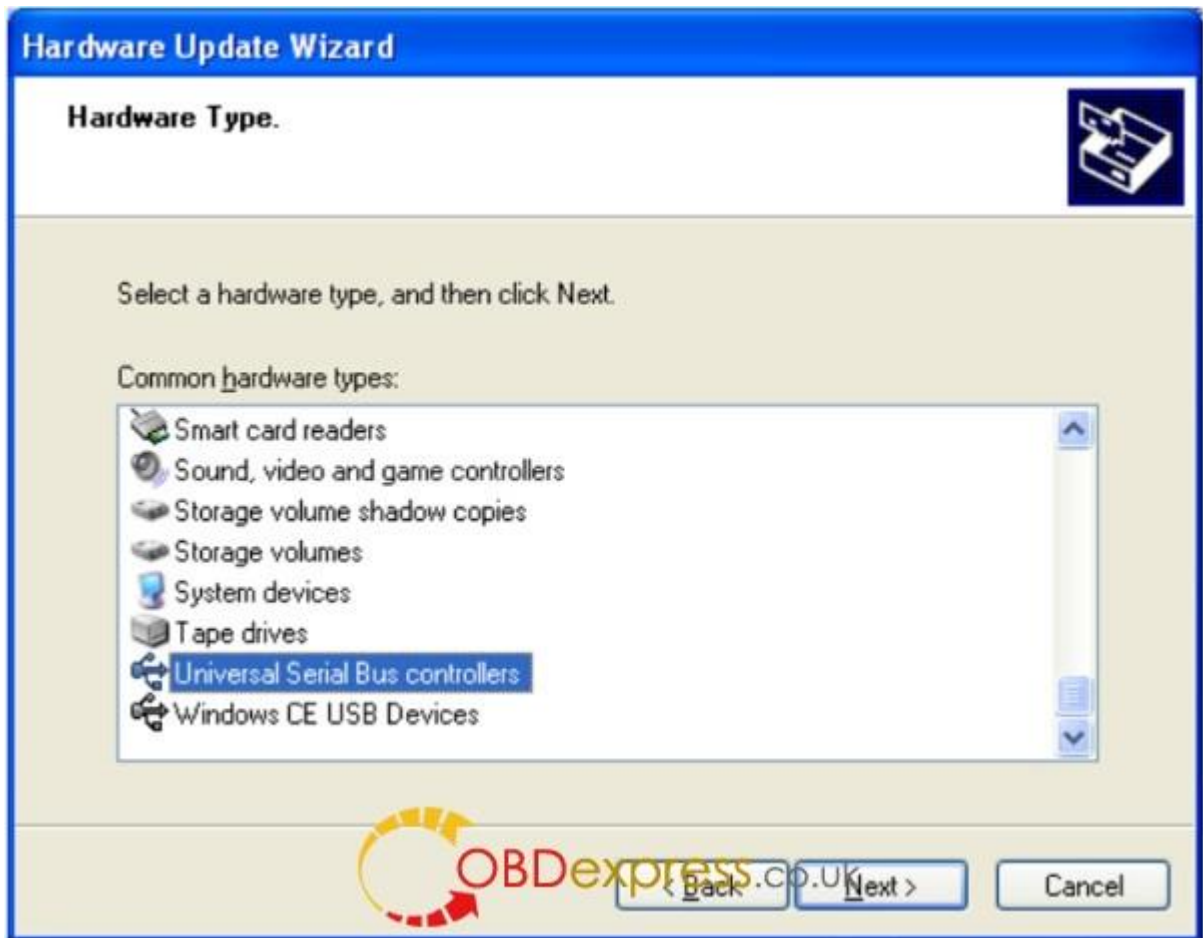 Hardware Update Wizard
Hardware Type.
Select a hardware type, and then click Next.
Common hardware types:
Smart card readers
Sound, video and game controllers
Storage volume shadow copies
Storage volumes
System devices
Tape drives
Universal Serial Bus controllers
Windows CE USB Devices
OBDexpress.co.uk
< Back Next > Cancel